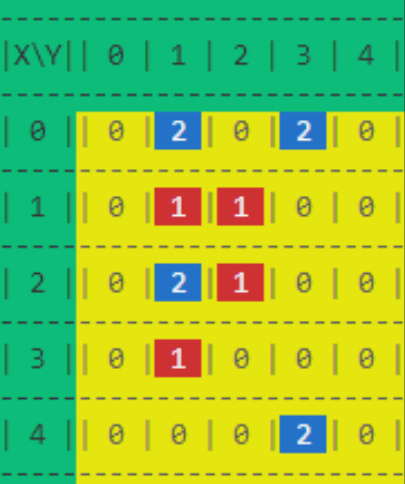 -------------------------
|X\Y|| 0 | 1 | 2 | 3 | 4 |
-------------------------
| 0 || 0 | 2 | 0 | 2 | 0 |
-------------------------
| 1 || 0 | 1 | 1 | 0 | 0 |
-------------------------
| 2 || 0 | 2 | 1 | 0 | 0 |
-------------------------
| 3 || 0 | 1 | 0 | 0 | 0 |
-------------------------
| 4 || 0 | 0 | 0 | 2 | 0 |
-------------------------